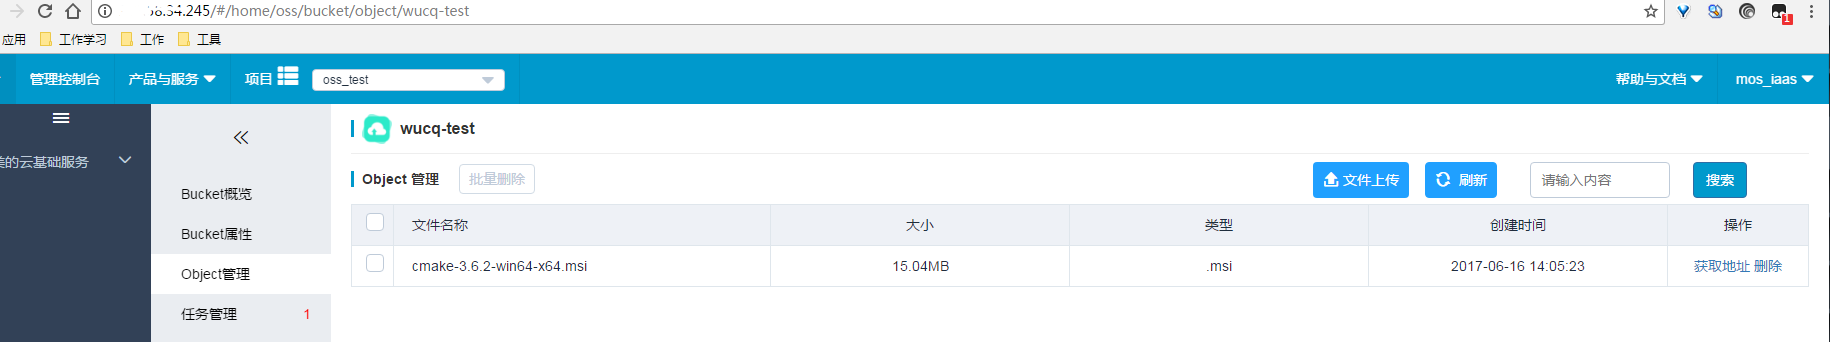 .34.245/#/home/oss/bucket/object/wucq-test
应用 工作学习 工作 工具
管理控制台 产品与服务 项目 oss_test 帮助与文档 mos_iaas
的云基础服务
wucq-test
Bucket概览
Bucket属性
Object管理
任务管理 1
Object 管理 批量删除 文件上传 刷新 请输入内容 搜索
文件名称 大小 类型 创建时间 操作
cmake-3.6.2-win64-x64.msi 15.04MB .msi 2017-06-16 14:05:23 获取地址 删除
1